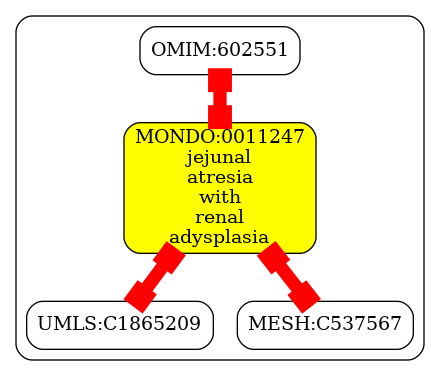 OMIM:602551
MONDO:0011247
jejunal
atresia
with
renal
adysplasia
UMLS:C1865209
MESH:C537567